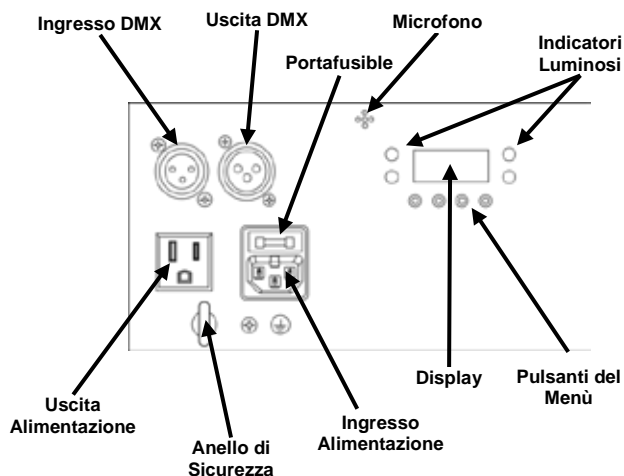 Ingresso DMX
Uscita DMX
Microfono
Indicatori
Luminosi
Portafusible
Uscita
Alimentazione
Anello di
Sicurezza
Ingresso
Alimentazione
Display
Pulsanti del
Menù